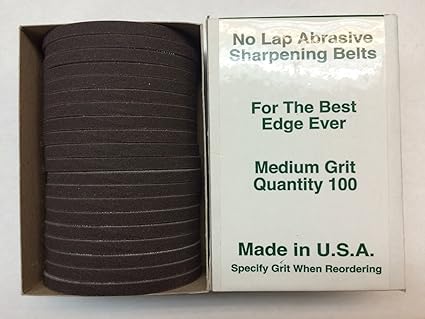 No Lap Abrasive
Sharpening Belts
For The Best
Edge Ever
Medium Grit
Quantity 100
Made in U.S.A.
Specify Grit When Reordering